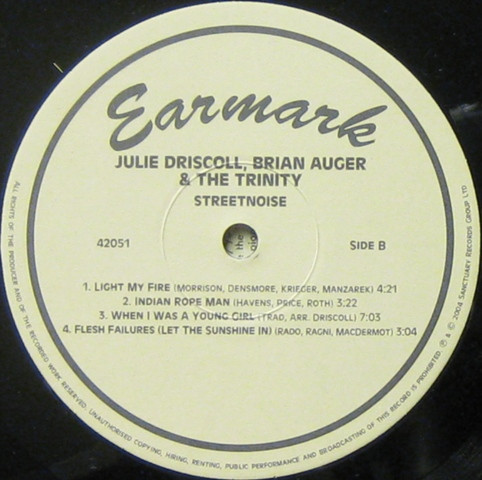 Earmark
JULIE DRISCOLL, BRIAN AUGER
& THE TRINITY
STREETNOISE
42051
SIDE B
1. LIGHT MY FIRE (MORRISON, DENSMORE, KRIEGER, MANZAREK) 4:21
2. INDIAN ROPE MAN (HAVENS, PRICE, ROTH) 3:22
3. WHEN I WAS A YOUNG GIRL (TRAD, ARR. DRISCOLL) 7:03
4. FLESH FAILURES (LET THE SUNSHINE IN) (RADO, RAGNI, MACDERMOT) 3:04
ALL RIGHTS OF THE PRODUCER AND OF THE RECORDED WORK RESERVED. UNAUTHORISED COPYING, HIRING, RENTING, PUBLIC PERFORMANCE AND BROADCASTING OF THIS RECORD IS PROHIBITED. ℗ & © 2004 SANCTUARY RECORDS GROUP LTD
the